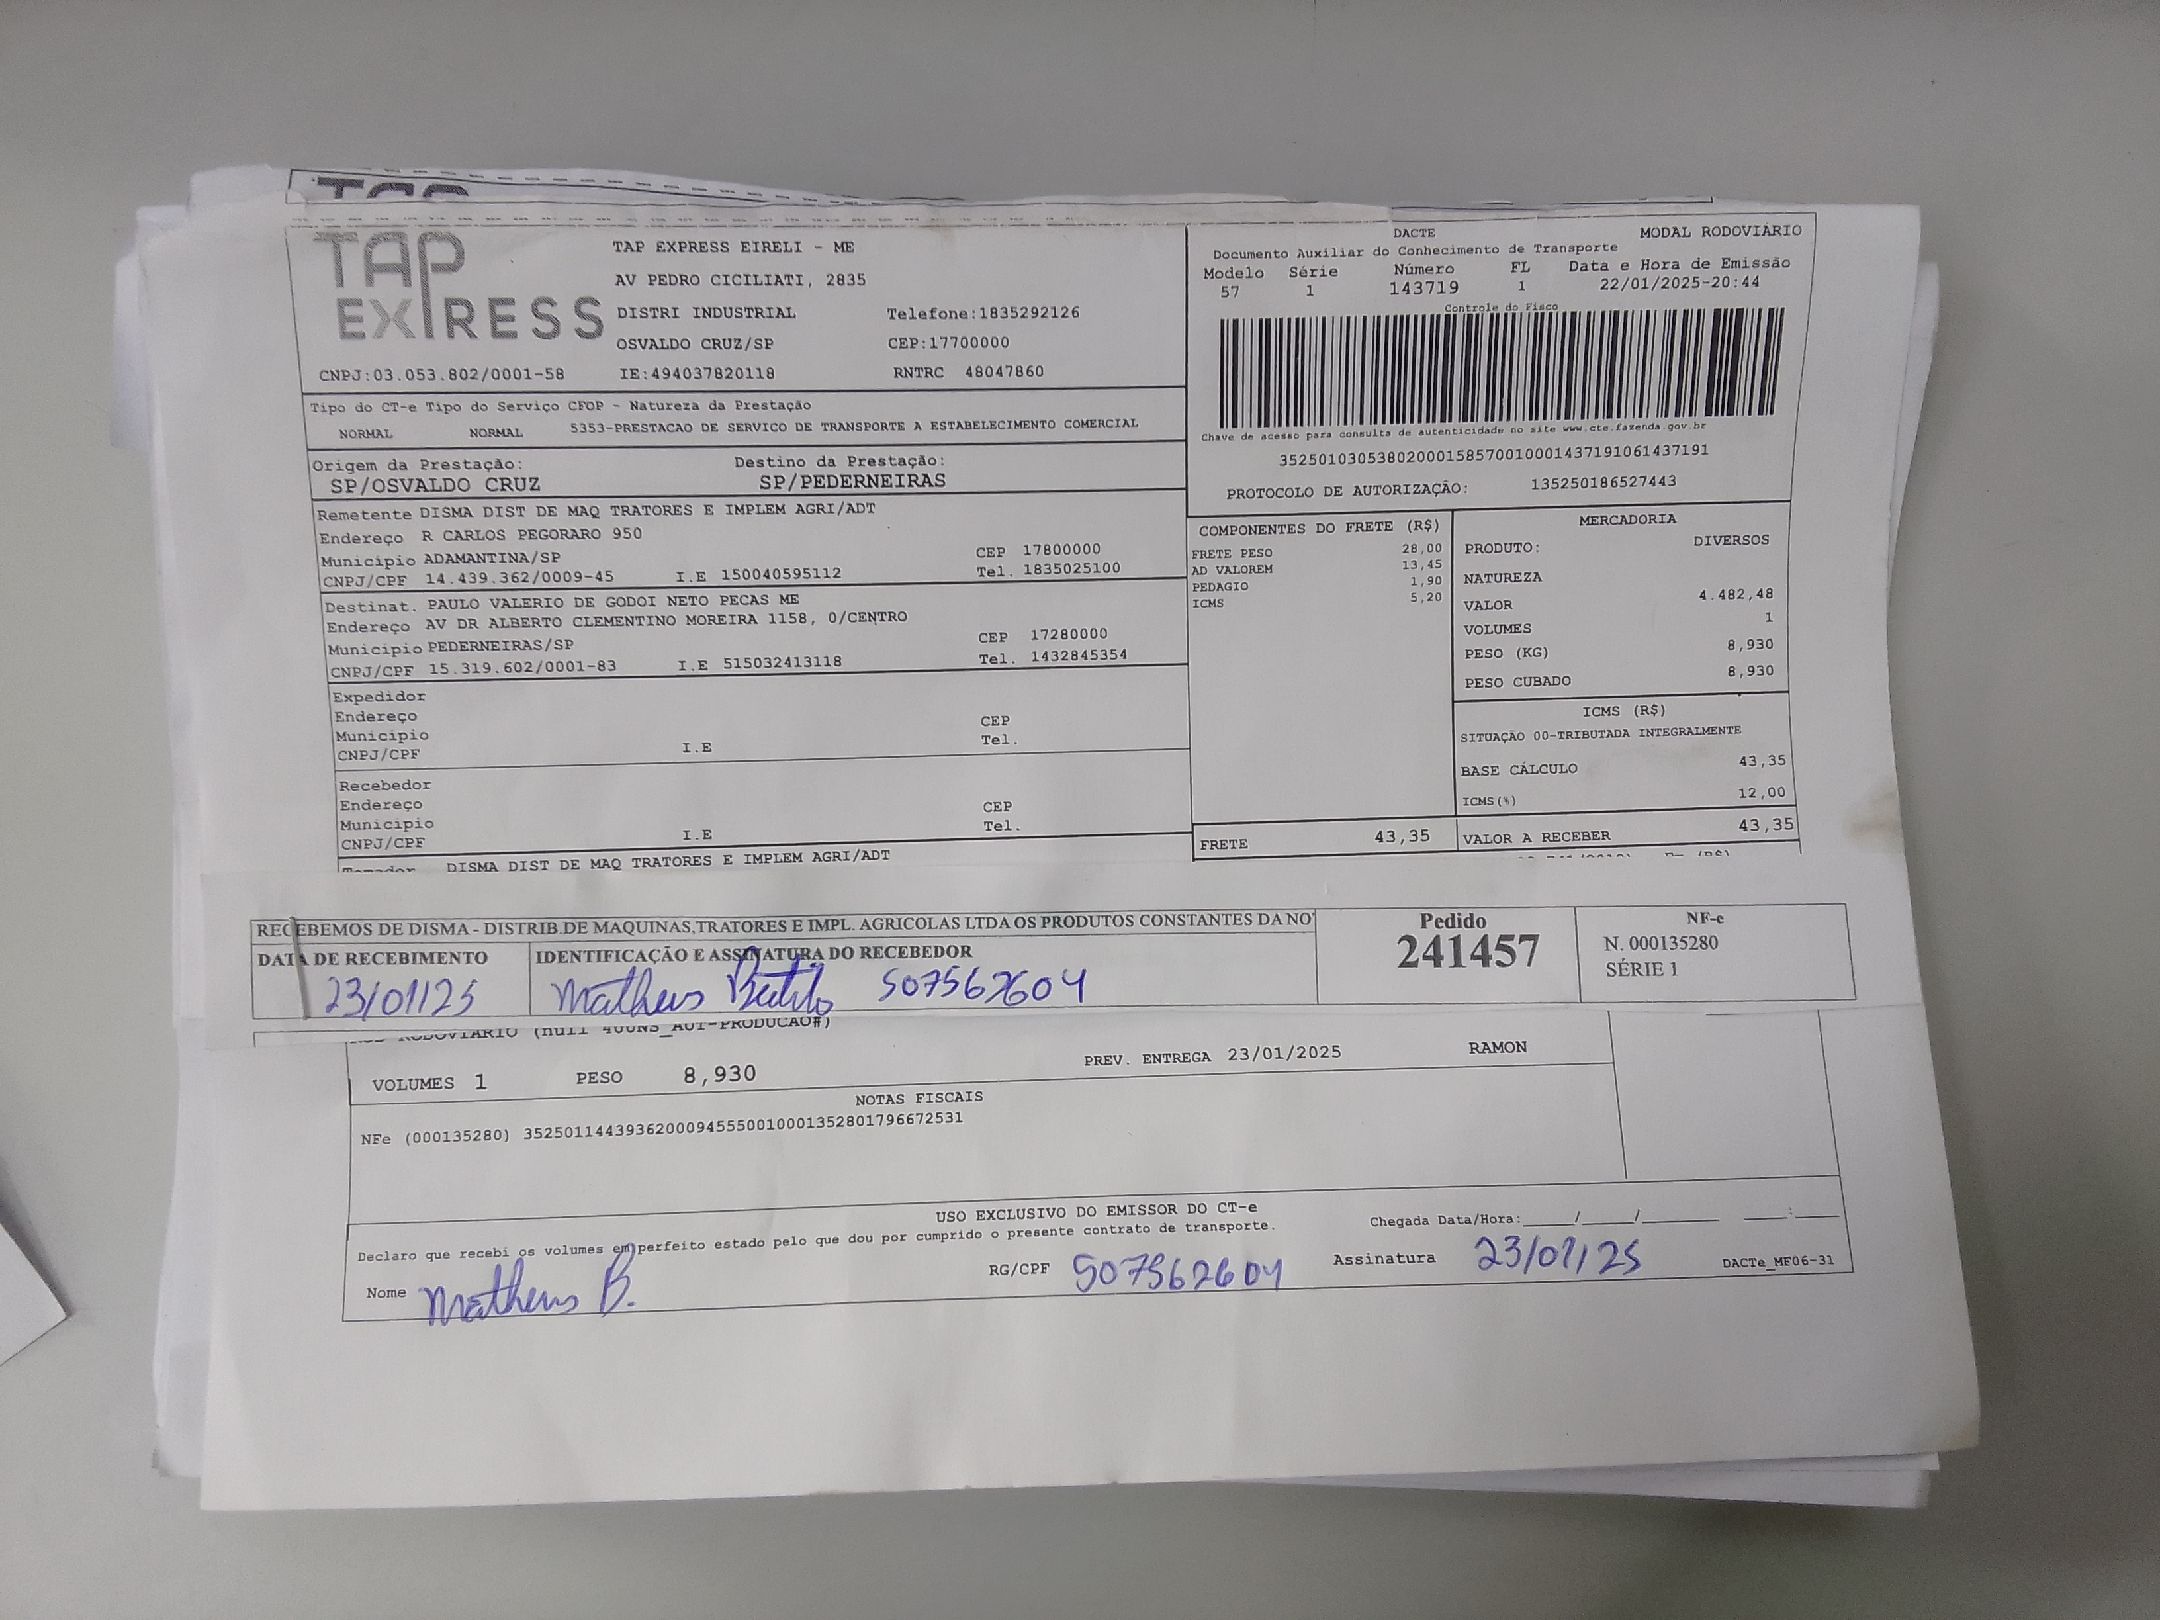 TAP EXPRESS
TAP EXPRESS EIRELI - ME
AV PEDRO CICILIATI, 2835
DISTRI INDUSTRIAL Telefone:1835292126
OSVALDO CRUZ/SP CEP:17700000
CNPJ:03.053.802/0001-58 IE:494037820118 RNTRC 48047860
DACTE MODAL RODOVIÁRIO
Documento Auxiliar do Conhecimento de Transporte
Modelo Série Número FL Data e Hora de Emissão
57 1 143719 1 22/01/2025-20:44
Controle do Fisco
Chave de acesso para consulta de autenticidade no site www.cte.fazenda.gov.br
35250103053802000158570010001437191061437191
PROTOCOLO DE AUTORIZAÇÃO: 135250186527443
Tipo do CT-e Tipo do Serviço CFOP - Natureza da Prestação
NORMAL NORMAL 5353-PRESTACAO DE SERVICO DE TRANSPORTE A ESTABELECIMENTO COMERCIAL
Origem da Prestação: Destino da Prestação:
SP/OSVALDO CRUZ SP/PEDERNEIRAS
Remetente DISMA DIST DE MAQ TRATORES E IMPLEM AGRI/ADT
Endereço R CARLOS PEGORARO 950
Municipio ADAMANTINA/SP CEP 17800000
CNPJ/CPF 14.439.362/0009-45 I.E 150040595112 Tel. 1835025100
Destinat. PAULO VALERIO DE GODOI NETO PECAS ME
Endereço AV DR ALBERTO CLEMENTINO MOREIRA 1158, 0/CENTRO
Municipio PEDERNEIRAS/SP CEP 17280000
CNPJ/CPF 15.319.602/0001-83 I.E 515032413118 Tel. 1432845354
Expedidor
Endereço
Municipio CEP
CNPJ/CPF I.E Tel.
Recebedor
Endereço
Municipio CEP
CNPJ/CPF I.E Tel.
Tomador DISMA DIST DE MAQ TRATORES E IMPLEM AGRI/ADT
COMPONENTES DO FRETE (R$)
FRETE PESO 28,00
AD VALOREM 13,45
PEDAGIO 1,90
ICMS 5,20
FRETE 43,35
MERCADORIA
PRODUTO: DIVERSOS
NATUREZA
VALOR 4.482,48
VOLUMES 1
PESO (KG) 8,930
PESO CUBADO 8,930
ICMS (R$)
SITUAÇÃO 00-TRIBUTADA INTEGRALMENTE
BASE CÁLCULO 43,35
ICMS(%) 12,00
VALOR A RECEBER 43,35
RECEBEMOS DE DISMA - DISTRIB.DE MAQUINAS,TRATORES E IMPL. AGRICOLAS LTDA OS PRODUTOS CONSTANTES DA NO
DATA DE RECEBIMENTO IDENTIFICAÇÃO E ASSINATURA DO RECEBEDOR
23/01/25 Matheus 507562604
Pedido
241457
NF-e
N. 000135280
SÉRIE 1
RODOVIARIO (null 400NS_AUT-PRODUCAO#)
VOLUMES 1 PESO 8,930 PREV. ENTREGA 23/01/2025 RAMON
NOTAS FISCAIS
NFe (000135280) 35250114439362000945550010001352801796672531
USO EXCLUSIVO DO EMISSOR DO CT-e
Declaro que recebi os volumes em perfeito estado pelo que dou por cumprido o presente contrato de transporte.
Chegada Data/Hora:_____/_____/________ ____:____
Nome Matheus B. RG/CPF 507562604 Assinatura 23/01/25 DACTe_MF06-31